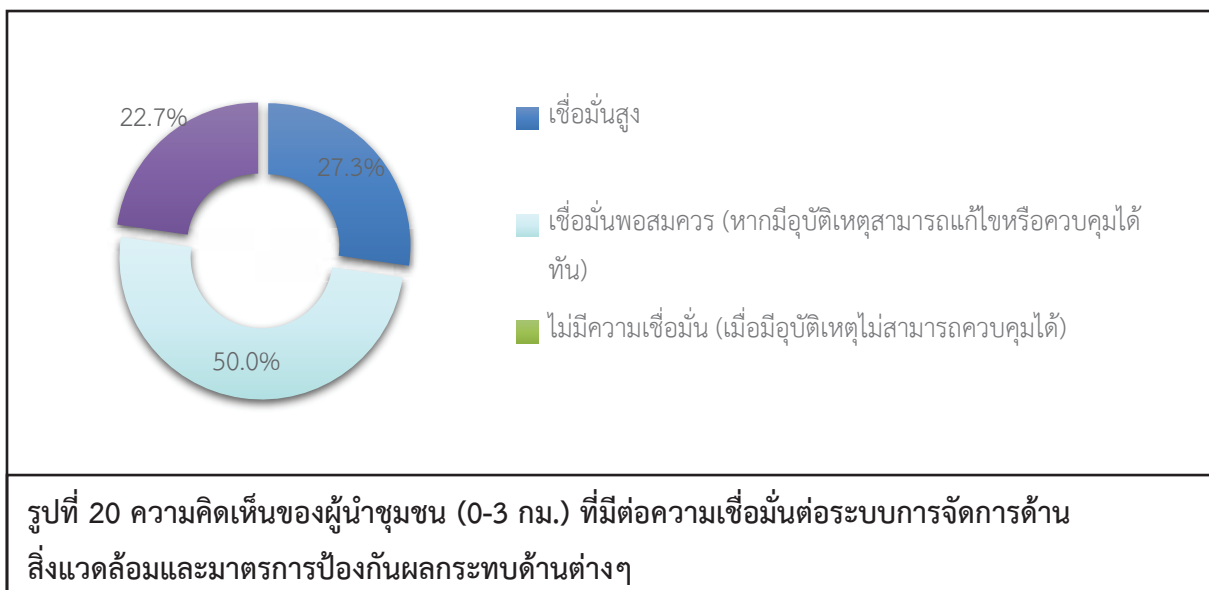 22.7%
27.3%
50.0%
เชื่อมั่นสูง
เชื่อมั่นพอสมควร (หากมีอุบัติเหตุสามารถแก้ไขหรือควบคุมได้
ทัน)
ไม่มีความเชื่อมั่น (เมื่อมีอุบัติเหตุไม่สามารถควบคุมได้)
รูปที่ 20 ความคิดเห็นของผู้นำชุมชน (0-3 กม.) ที่มีต่อความเชื่อมั่นต่อระบบการจัดการด้าน
สิ่งแวดล้อมและมาตรการป้องกันผลกระทบด้านต่างๆ